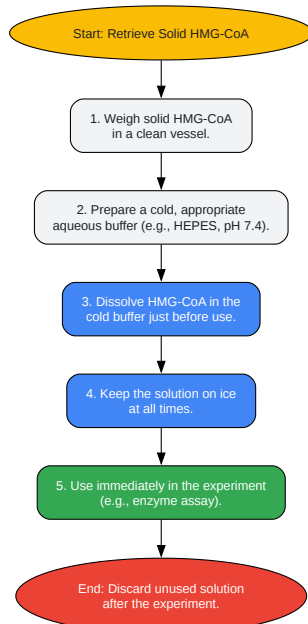 Start: Retrieve Solid HMG-CoA
1. Weigh solid HMG-CoA
in a clean vessel.
2. Prepare a cold, appropriate
aqueous buffer (e.g., HEPES, pH 7.4).
3. Dissolve HMG-CoA in the
cold buffer just before use.
4. Keep the solution on ice
at all times.
5. Use immediately in the experiment
(e.g., enzyme assay).
End: Discard unused solution
after the experiment.